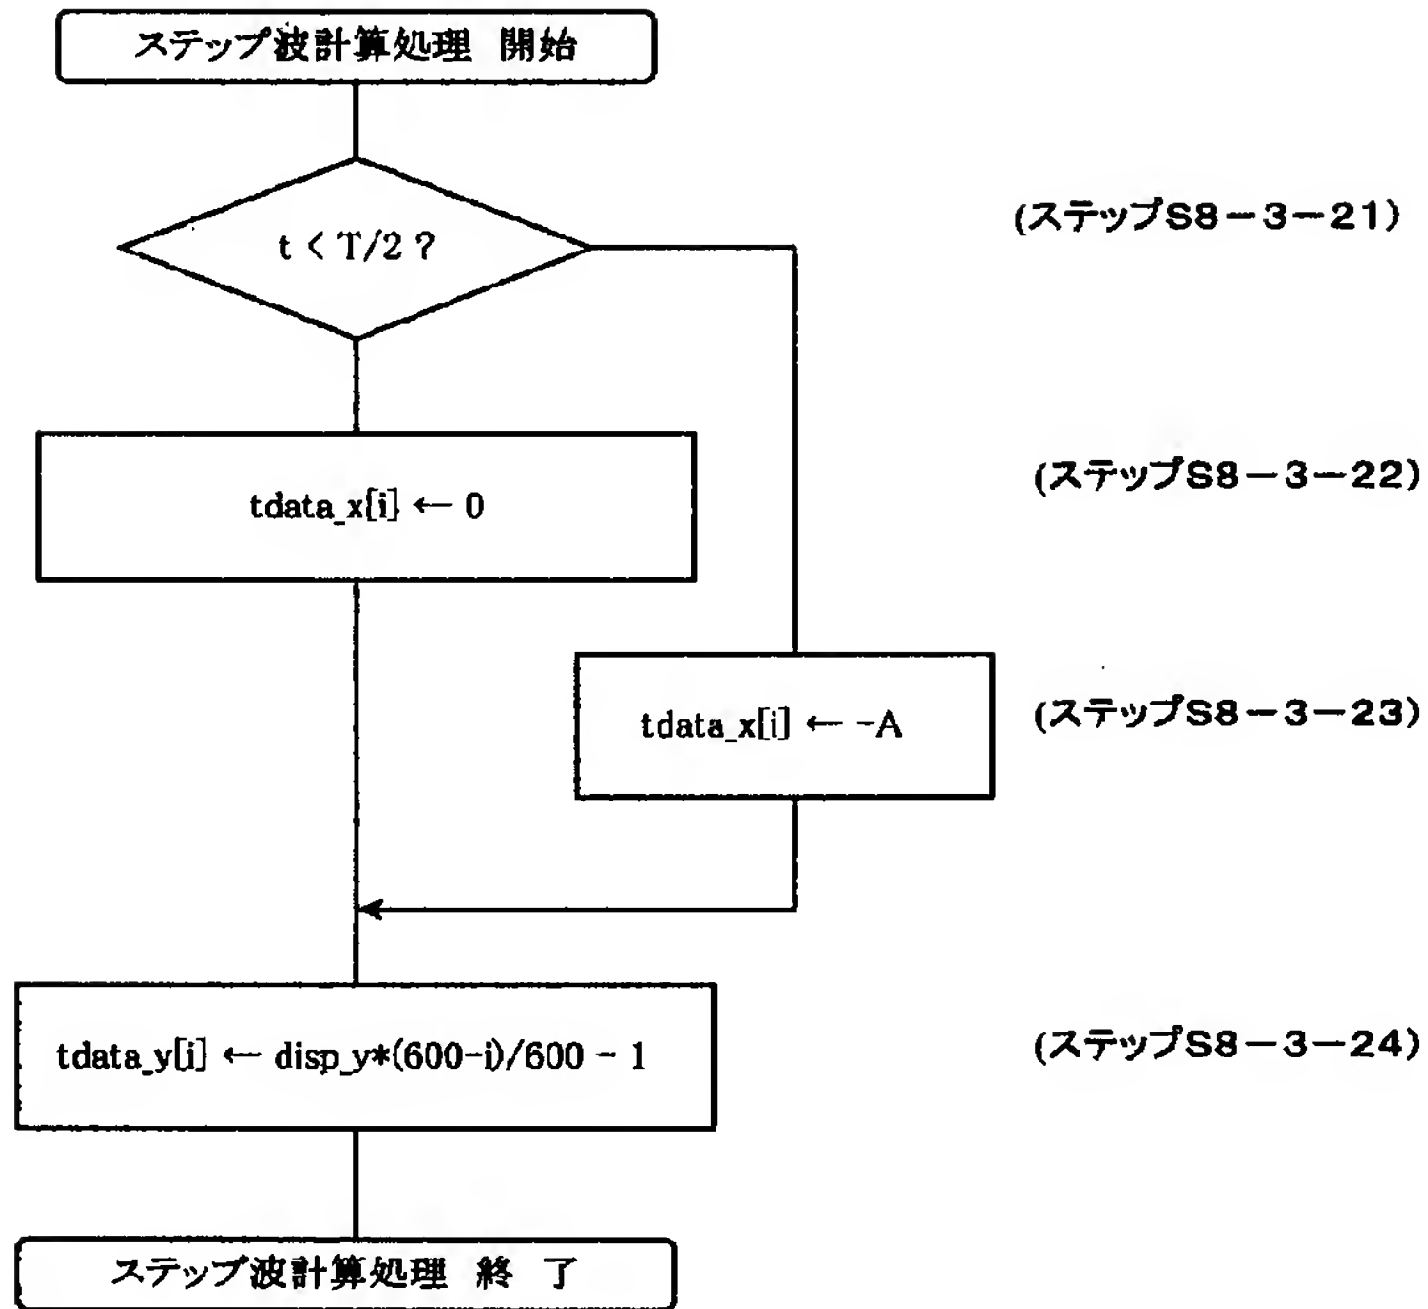 ステップ波計算処理 開始
t < T/2 ?
(ステップS8-3-21)
tdata_x[i] ← 0
(ステップS8-3-22)
tdata_x[i] ← -A
(ステップS8-3-23)
tdata_y[i] ← disp_y*(600-i)/600 - 1
(ステップS8-3-24)
ステップ波計算処理 終 了